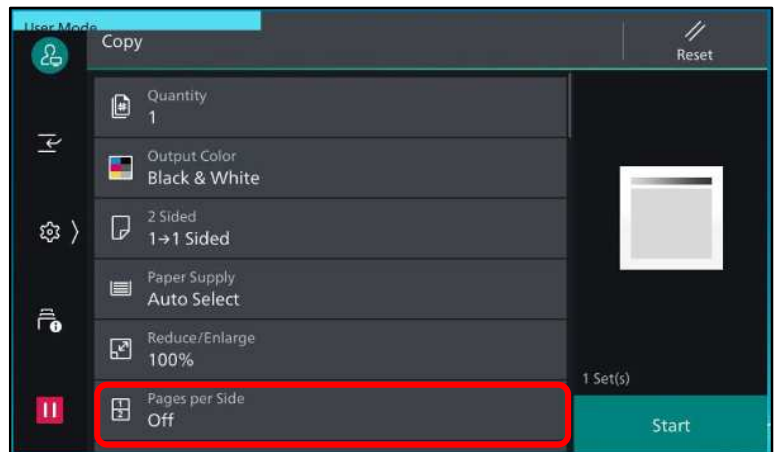 User Mode
Copy
Reset
Quantity
1
Output Color
Black & White
2 Sided
1→1 Sided
Paper Supply
Auto Select
Reduce/Enlarge
100%
Pages per Side
Off
1 Set(s)
Start